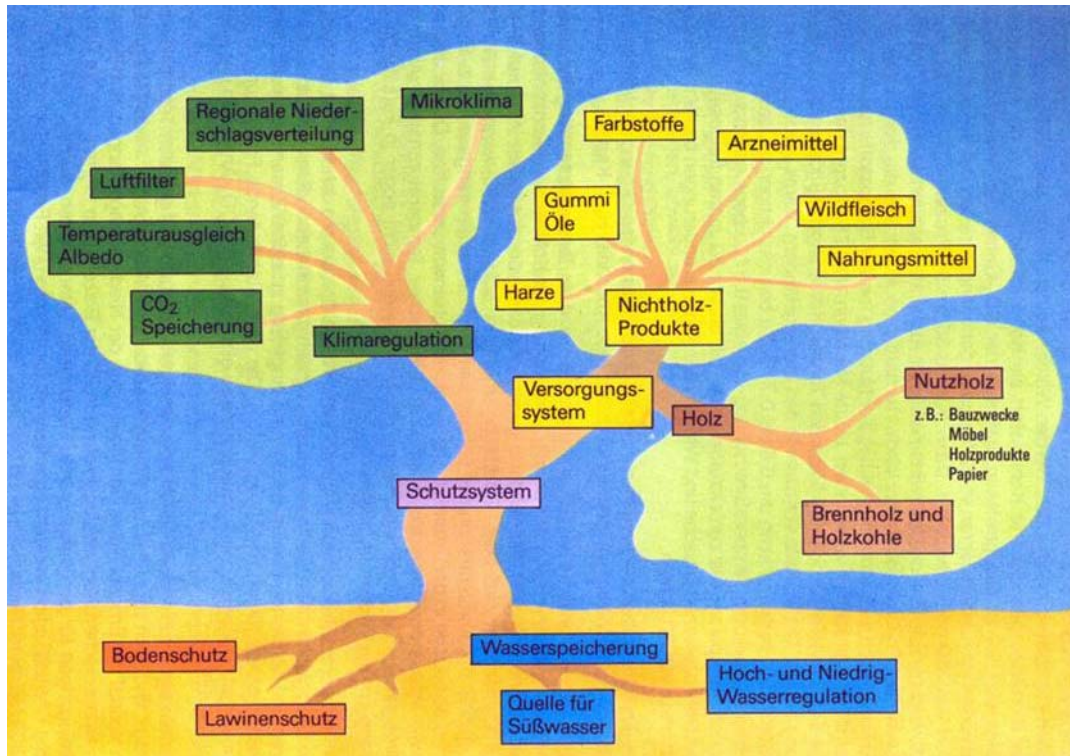 Regionale Nieder-
schlagsverteilung
Mikroklima
Luftfilter
Temperaturausgleich
Albedo
CO₂
Speicherung
Klimaregulation
Farbstoffe
Arzneimittel
Gummi
Öle
Wildfleisch
Nahrungsmittel
Harze
Nichtholz-
Produkte
Versorgungs-
system
Holz
Nutzholz
z.B.: Bauzwecke
Möbel
Holzprodukte
Papier
Brennholz und
Holzkohle
Schutzsystem
Bodenschutz
Lawinenschutz
Wasserspeicherung
Quelle für
Süßwasser
Hoch- und Niedrig-
Wasserregulation